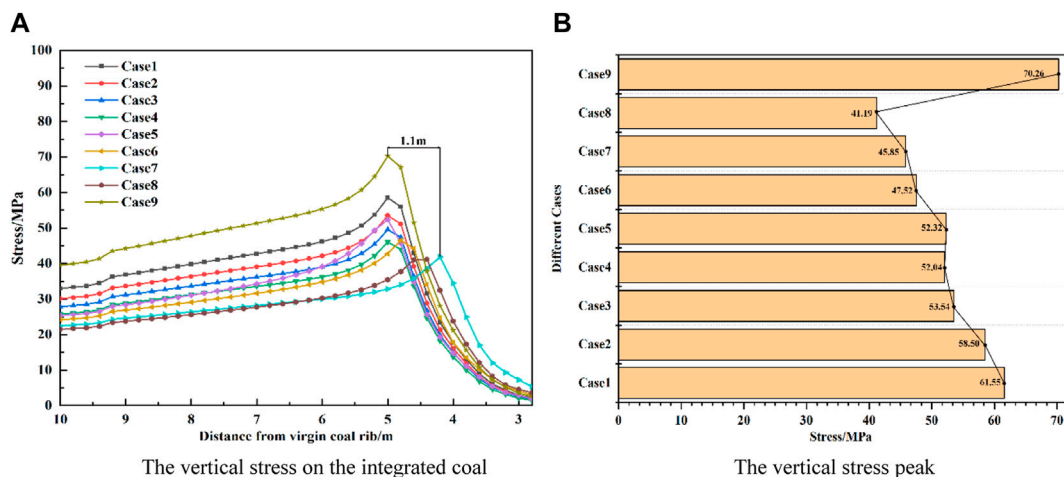 A
100
90
80
70
60
50
40
30
20
10
0
Stress/MPa
Case1
Case2
Case3
Case4
Case5
Case6
Case7
Case8
Case9
1.1m
10
9
8
7
6
5
4
3
Distance from virgin coal rib/m
The vertical stress on the integrated coal
B
Different Cases
Case9
70.26
Case8
41.19
Case7
45.85
Case6
47.52
Case5
52.32
Case4
52.04
Case3
53.54
Case2
58.50
Case1
61.55
0
10
20
30
40
50
60
70
Stress/MPa
The vertical stress peak